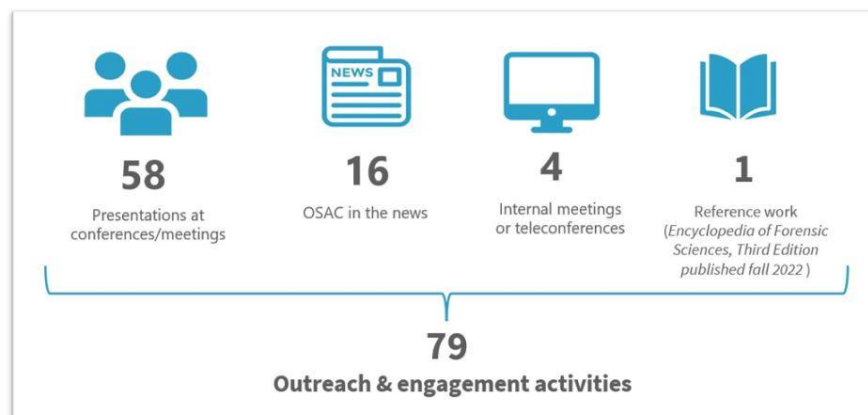 NEWS
58
Presentations at
conferences/meetings
16
OSAC in the news
4
Internal meetings
or teleconferences
1
Reference work
(Encyclopedia of Forensic
Sciences, Third Edition
published fall 2022 )
79
Outreach & engagement activities